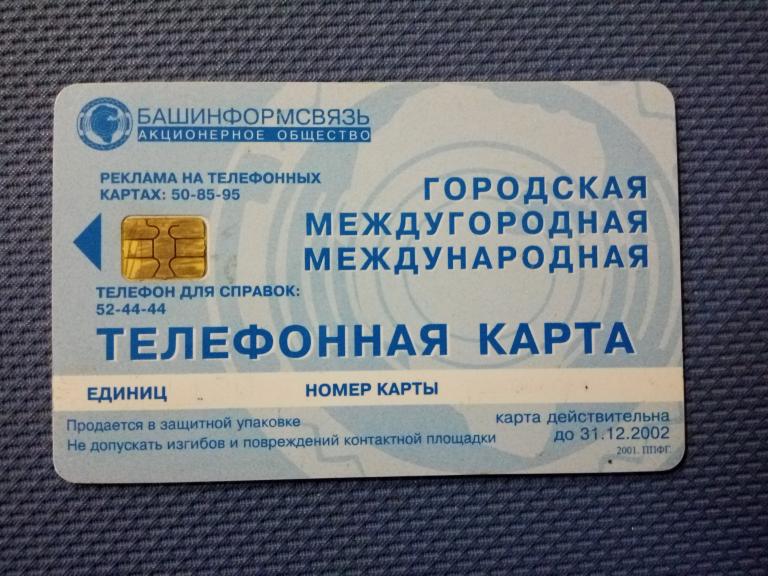 БАШИНФОРМСВЯЗЬ
АКЦИОНЕРНОЕ ОБЩЕСТВО
РЕКЛАМА НА ТЕЛЕФОННЫХ
КАРТАХ: 50-85-95
ГОРОДСКАЯ
МЕЖДУГОРОДНАЯ
МЕЖДУНАРОДНАЯ
ТЕЛЕФОН ДЛЯ СПРАВОК:
52-44-44
ТЕЛЕФОННАЯ КАРТА
ЕДИНИЦ НОМЕР КАРТЫ
Продается в защитной упаковке
Не допускать изгибов и повреждений контактной площадки
карта действительна
до 31.12.2002
2001. ППФГ.